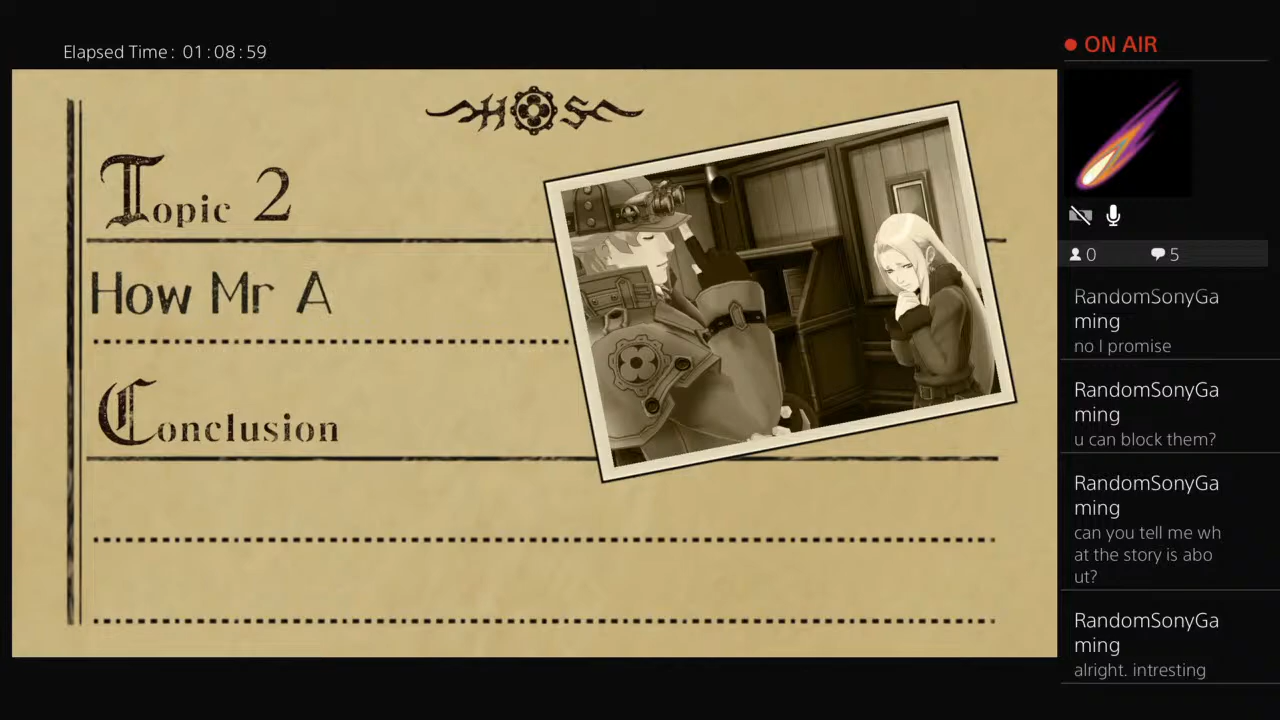 Elapsed Time: 01:08:59
ON AIR
H S
Topic 2
How Mr A
Conclusion
0
5
RandomSonyGa
ming
no I promise
RandomSonyGa
ming
u can block them?
RandomSonyGa
ming
can you tell me wh
at the story is abo
ut?
RandomSonyGa
ming
alright. intresting